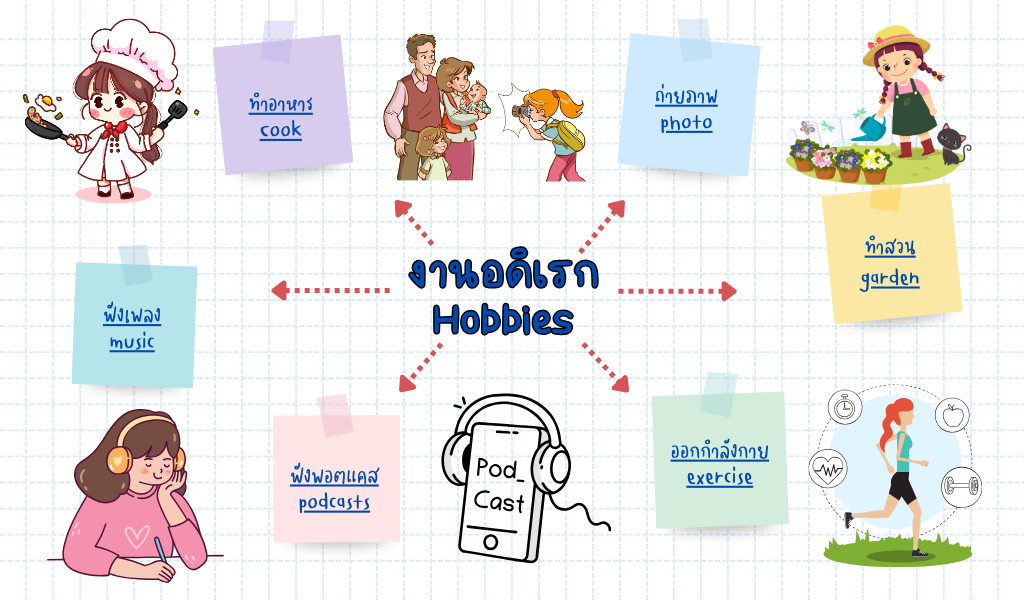 ทำอาหาร
cook
ถ่ายภาพ
photo
ทำสวน
garden
งานอดิเรก
Hobbies
ฟังเพลง
music
ฟังพอตแคส
podcasts
Pod_
Cast
ออกกำลังกาย
exercise